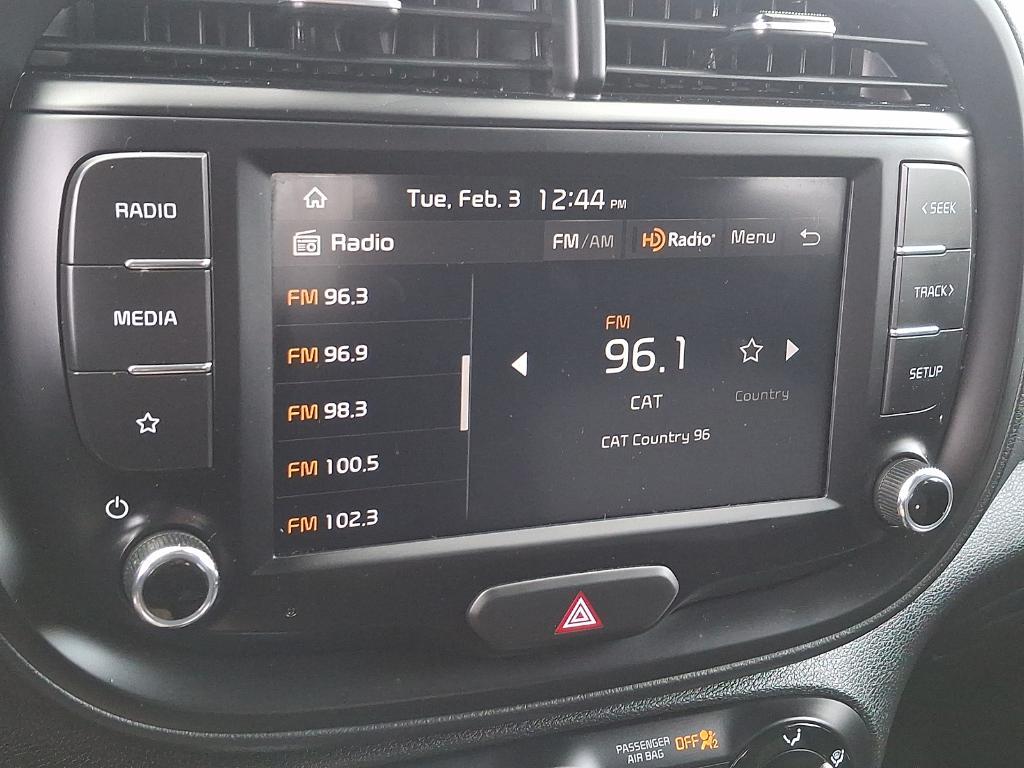 Tue, Feb. 3 12:44 PM
Radio FM/AM HD Radio Menu
RADIO
MEDIA
< SEEK
TRACK >
SETUP
FM 96.3
FM 96.9
FM 98.3
FM 100.5
FM 102.3
FM
96.1
CAT
Country
CAT Country 96
PASSENGER
AIR BAG
OFF 2